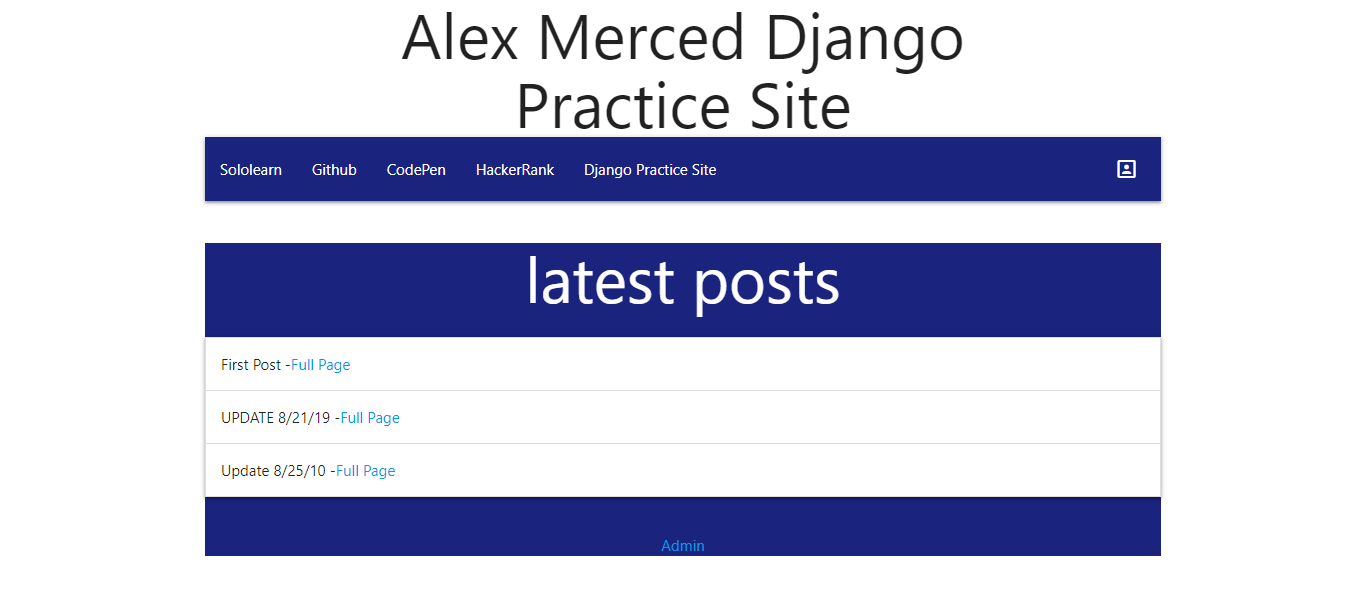 Alex Merced Django
Practice Site
Sololearn Github CodePen HackerRank Django Practice Site
latest posts
First Post -Full Page
UPDATE 8/21/19 -Full Page
Update 8/25/10 -Full Page
Admin